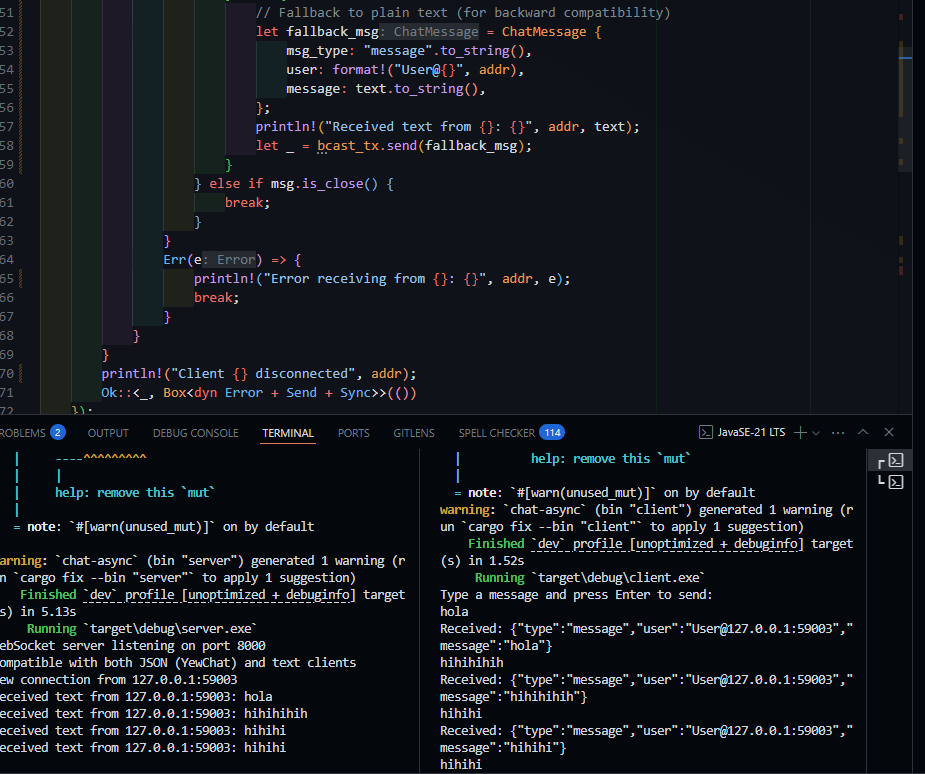 51 // Fallback to plain text (for backward compatibility)
52 let fallback_msg: ChatMessage = ChatMessage {
53 msg_type: "message".to_string(),
54 user: format!("User@{}", addr),
55 message: text.to_string(),
56 };
57 println!("Received text from {}: {}", addr, text);
58 let _ = bcast_tx.send(fallback_msg);
59 }
60 } else if msg.is_close() {
61 break;
62 }
63 }
64 Err(e: Error) => {
65 println!("Error receiving from {}: {}", addr, e);
66 break;
67 }
68 }
69 }
70 println!("Client {} disconnected", addr);
71 Ok::<_, Box<dyn Error + Send + Sync>>(())
72 });
ROBLEMS 2 OUTPUT DEBUG CONSOLE TERMINAL PORTS GITLENS SPELL CHECKER 114 JavaSE-21 LTS
| ----^^^^^^^^^
| |
| help: remove this `mut`
|
= note: `#[warn(unused_mut)]` on by default
arning: `chat-async` (bin "server") generated 1 warning (r
n `cargo fix --bin "server"` to apply 1 suggestion)
Finished `dev` profile [unoptimized + debuginfo] target
s) in 5.13s
Running `target\debug\server.exe`
ebSocket server listening on port 8000
ompatible with both JSON (YewChat) and text clients
ew connection from 127.0.0.1:59003
eceived text from 127.0.0.1:59003: hola
eceived text from 127.0.0.1:59003: hihihihih
eceived text from 127.0.0.1:59003: hihihi
eceived text from 127.0.0.1:59003: hihihi
| help: remove this `mut`
|
= note: `#[warn(unused_mut)]` on by default
warning: `chat-async` (bin "client") generated 1 warning (r
un `cargo fix --bin "client"` to apply 1 suggestion)
Finished `dev` profile [unoptimized + debuginfo] target
(s) in 1.52s
Running `target\debug\client.exe`
Type a message and press Enter to send:
hola
Received: {"type":"message","user":"User@127.0.0.1:59003","
message":"hola"}
hihihihih
Received: {"type":"message","user":"User@127.0.0.1:59003","
message":"hihihihih"}
hihihi
Received: {"type":"message","user":"User@127.0.0.1:59003","
message":"hihihi"}
hihihi